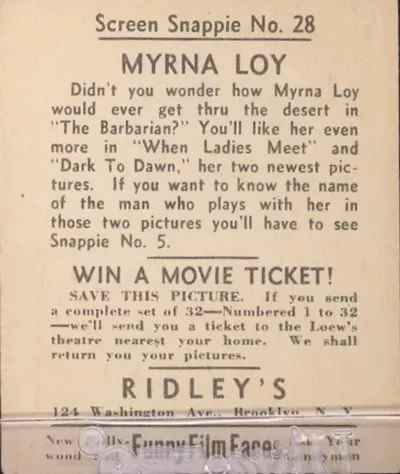 Screen Snappie No. 28
MYRNA LOY
Didn't you wonder how Myrna Loy
would ever get thru the desert in
"The Barbarian?" You'll like her even
more in "When Ladies Meet" and
"Dark To Dawn," her two newest pic-
tures. If you want to know the name
of the man who plays with her in
those two pictures you'll have to see
Snappie No. 5.
WIN A MOVIE TICKET!
SAVE THIS PICTURE. If you send
a complete set of 32—Numbered 1 to 32
—we'll send you a ticket to the Loew's
theatre nearest your home. We shall
return you your pictures.
RIDLEY'S
124 Washington Ave., Brooklyn, N. Y.
New Funny Film Faces Your